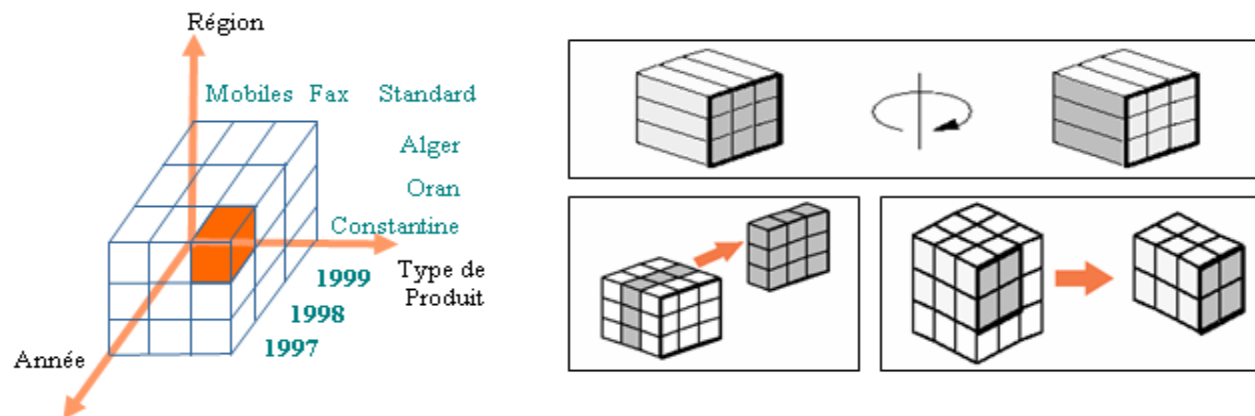 Région
Mobiles Fax Standard
Alger
Oran
Constantine
1999
Type de
Produit
1998
1997
Année